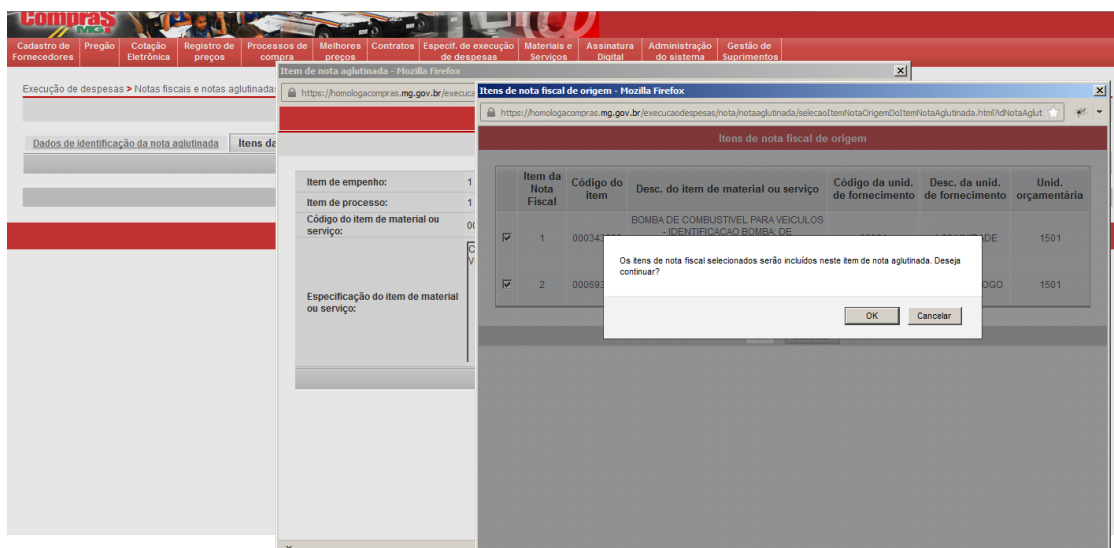 Compras
MG
Cadastro de Fornecedores
Pregão
Cotação Eletrônica
Registro de preços
Processos de compra
Melhores preços
Contratos
Especif. de execução de despesas
Materiais e Serviços
Assinatura Digital
Administração do sistema
Gestão de Suprimentos
Execução de despesas > Notas fiscais e notas aglutinada
Dados de identificação da nota aglutinada
Itens da
Item de nota aglutinada - Mozilla Firefox
https://homologacompras.mg.gov.br/execuca
Item de empenho: 1
Item de processo: 1
Código do item de material ou
serviço:
Especificação do item de material
ou serviço:
Itens de nota fiscal de origem - Mozilla Firefox
https://homologacompras.mg.gov.br/execucaodespesas/nota/notaaglutinada/selecaoItemNotaOrigemDoItemNotaAglutinada.html?idNotaAglut
Itens de nota fiscal de origem
Item da Nota Fiscal
Código do item
Desc. do item de material ou serviço
Código da unid. de fornecimento
Desc. da unid. de fornecimento
Unid. orçamentária
BOMBA DE COMBUSTIVEL PARA VEICULOS
- IDENTIFICACAO BOMBA: DE
1 000343 DE 1501
2 00069 OGO 1501
Os itens de nota fiscal selecionados serão incluídos neste item de nota aglutinada. Deseja
continuar?
OK
Cancelar